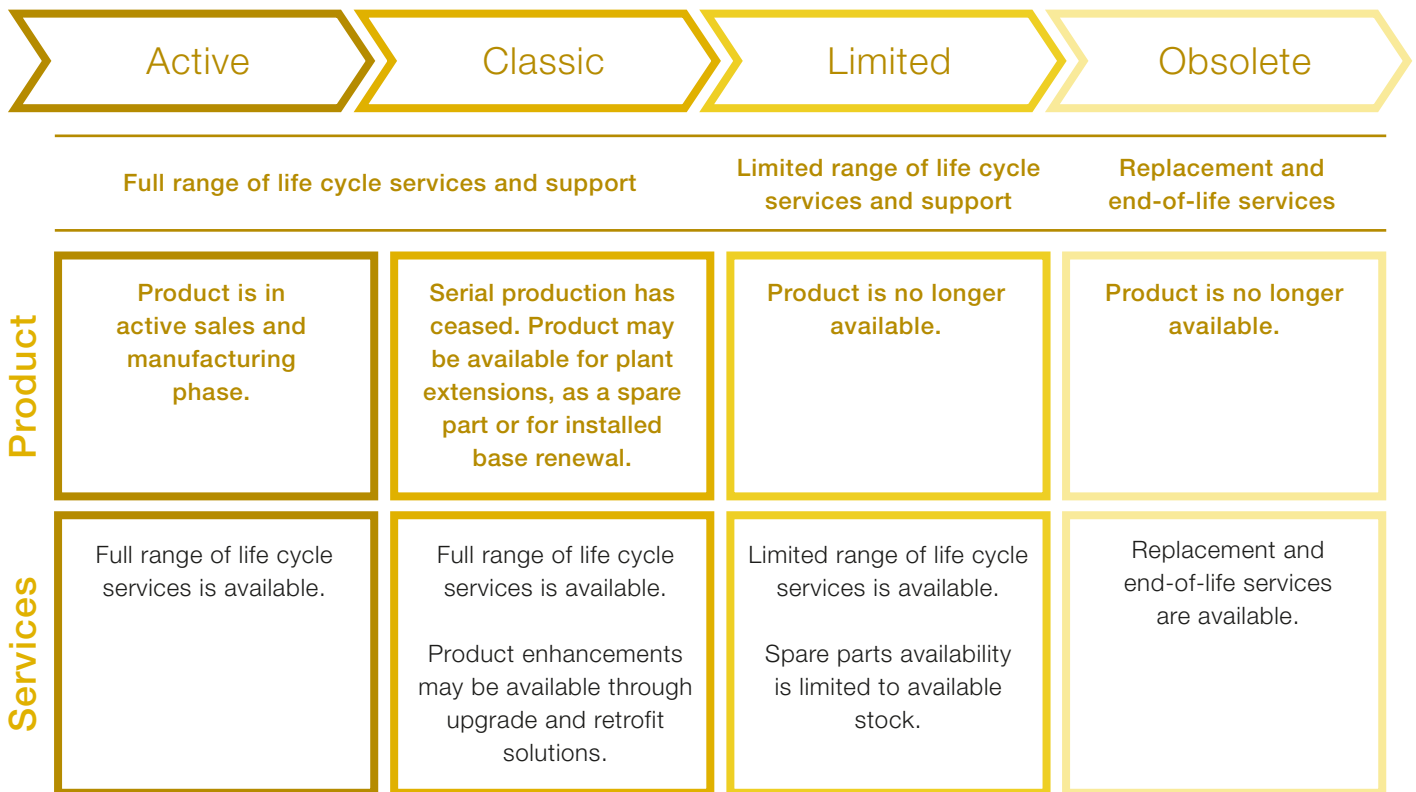 Active
Classic
Limited
Obsolete
Full range of life cycle services and support
Limited range of life cycle
services and support
Replacement and
end-of-life services
Product
Product is in
active sales and
manufacturing
phase.
Serial production has
ceased. Product may
be available for plant
extensions, as a spare
part or for installed
base renewal.
Product is no longer
available.
Product is no longer
available.
Services
Full range of life cycle
services is available.
Full range of life cycle
services is available.
Product enhancements
may be available through
upgrade and retrofit
solutions.
Limited range of life cycle
services is available.
Spare parts availability
is limited to available
stock.
Replacement and
end-of-life services
are available.